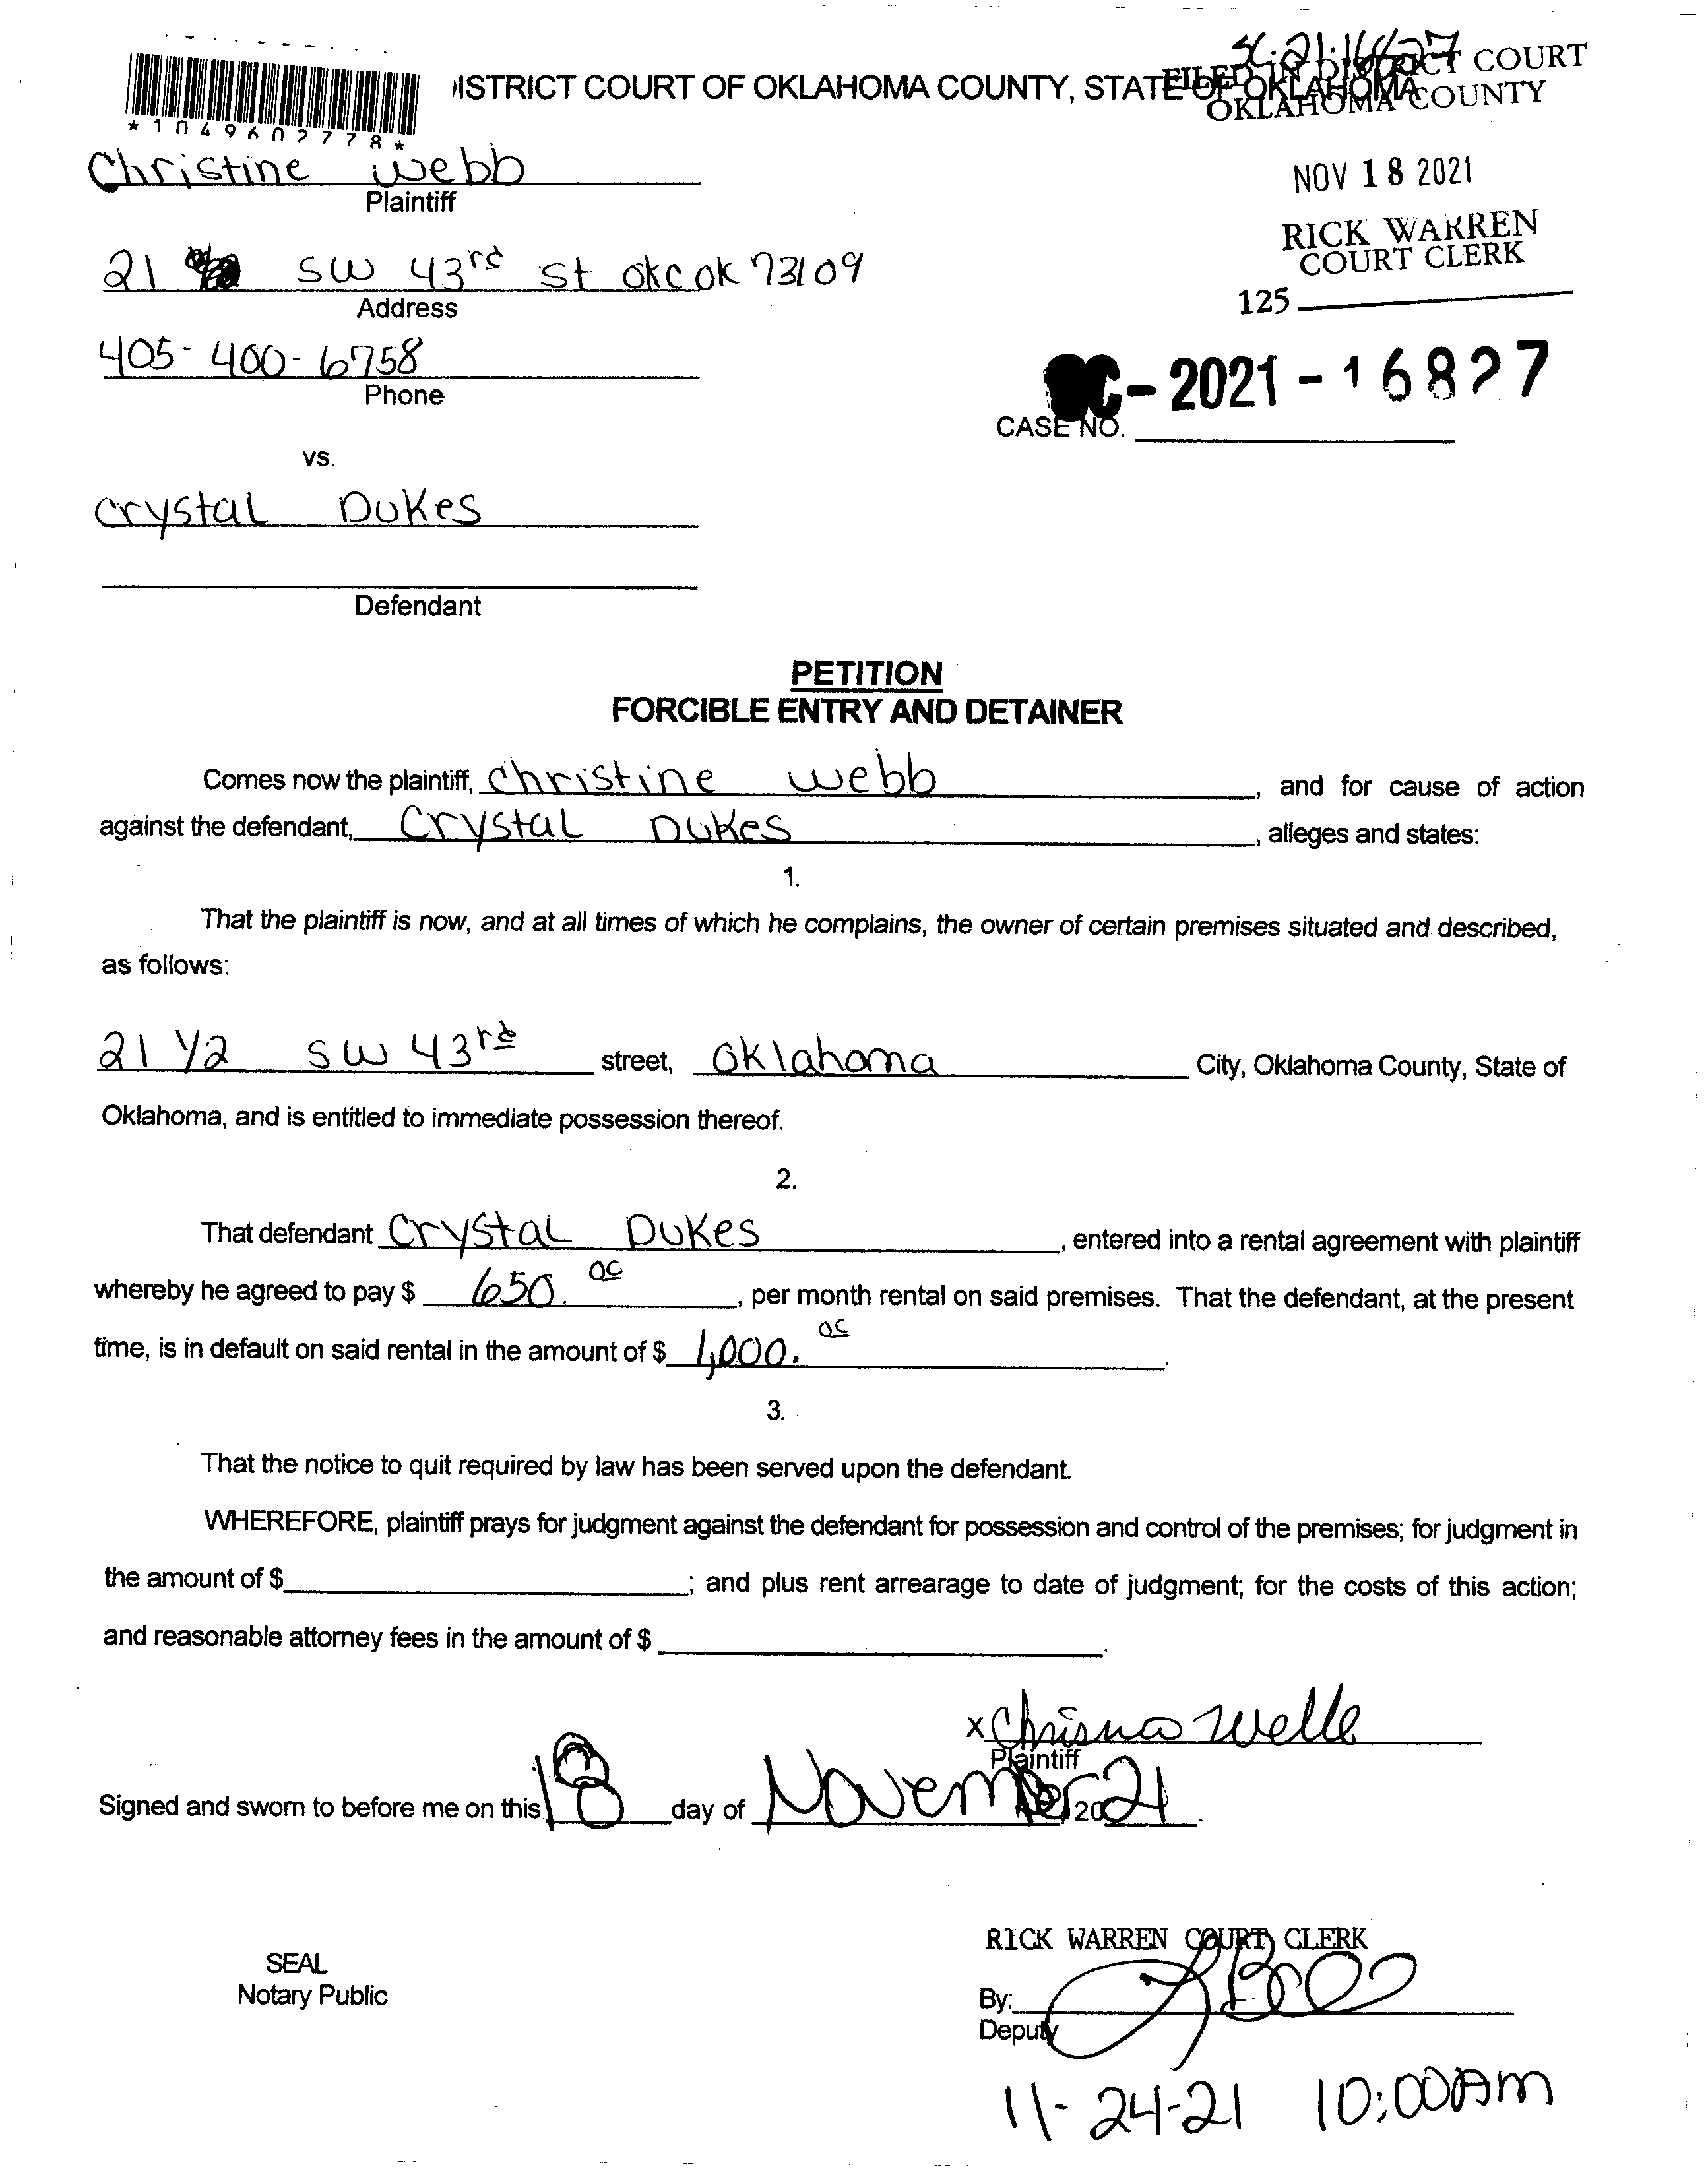 ISTRICT COURT OF OKLAHOMA COUNTY, STATE OF OKLAHOMA
FILED IN DISTRICT COURT
OKLAHOMA COUNTY
*1049602778*
NOV 18 2021
RICK WARREN
COURT CLERK
125
Christine Webb
Plaintiff
21 SW 43rd St OKC OK 73109
Address
405-400-6758
Phone
C-2021-16827
CASE NO.
vs.
Crystal Dukes
Defendant
PETITION
FORCIBLE ENTRY AND DETAINER
Comes now the plaintiff, Christine Webb, and for cause of action
against the defendant, Crystal Dukes, alleges and states:
1.
That the plaintiff is now, and at all times of which he complains, the owner of certain premises situated and described,
as follows:
21 1/2 SW 43rd street, Oklahoma City, Oklahoma County, State of
Oklahoma, and is entitled to immediate possession thereof.
2.
That defendant Crystal Dukes, entered into a rental agreement with plaintiff
whereby he agreed to pay $ 650.00, per month rental on said premises. That the defendant, at the present
time, is in default on said rental in the amount of $ 1,000.00.
3.
That the notice to quit required by law has been served upon the defendant.
WHEREFORE, plaintiff prays for judgment against the defendant for possession and control of the premises; for judgment in
the amount of $ ; and plus rent arrearage to date of judgment; for the costs of this action;
and reasonable attorney fees in the amount of $ .
x
Plaintiff
Signed and sworn to before me on this 18 day of November, 2021.
RICK WARREN COURT CLERK
SEAL
Notary Public
By:
Deputy
11-24-21 10:00AM